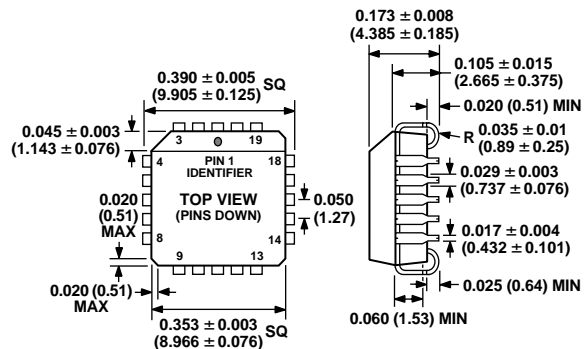 0.173 ± 0.008
(4.385 ± 0.185)
0.390 ± 0.005 SQ
(9.905 ± 0.125)
0.105 ± 0.015
(2.665 ± 0.375)
0.020 (0.51) MIN
0.045 ± 0.003
(1.143 ± 0.076)
3
19
R 0.035 ± 0.01
(0.89 ± 0.25)
4
PIN 1
IDENTIFIER
18
0.029 ± 0.003
(0.737 ± 0.076)
TOP VIEW
(PINS DOWN)
0.020
(0.51)
MAX
0.050
(1.27)
8
14
0.017 ± 0.004
(0.432 ± 0.101)
9
13
0.020 (0.51)
MAX
0.025 (0.64) MIN
0.060 (1.53) MIN
0.353 ± 0.003 SQ
(8.966 ± 0.076)